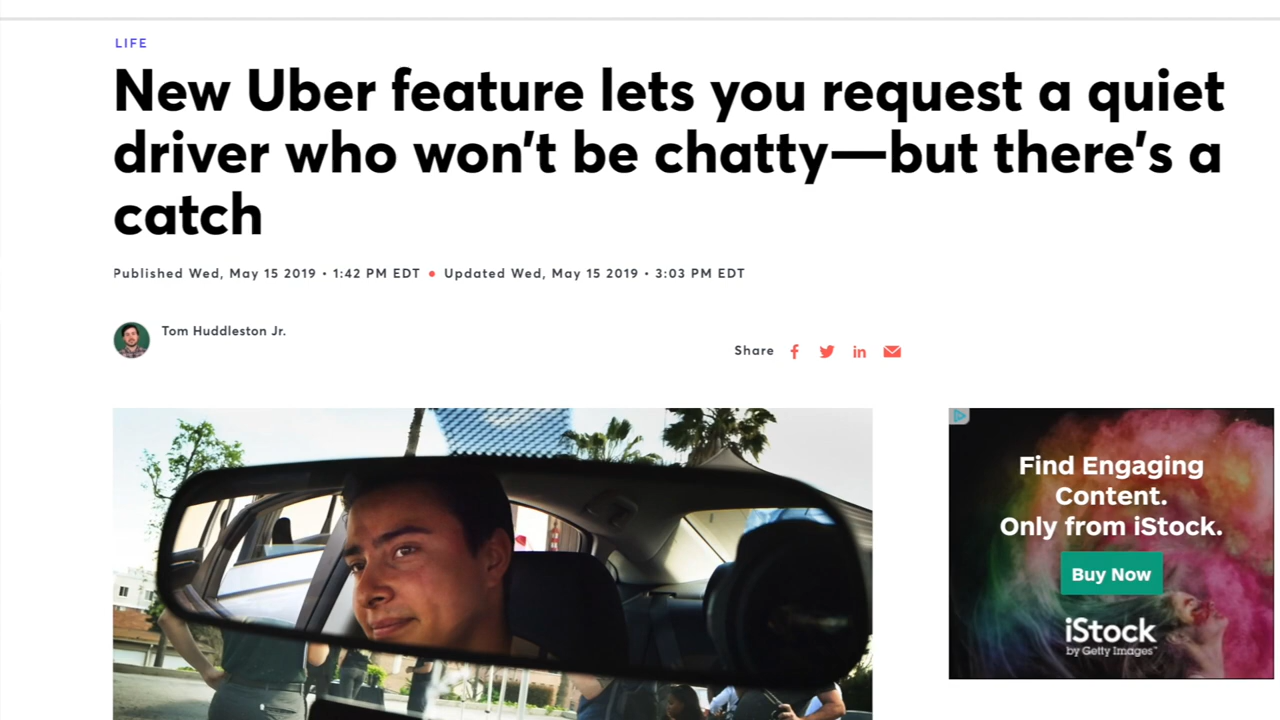 LIFE
New Uber feature lets you request a quiet
driver who won't be chatty—but there's a
catch
Published Wed, May 15 2019 • 1:42 PM EDT • Updated Wed, May 15 2019 • 3:03 PM EDT
Tom Huddleston Jr.
Share
Find Engaging
Content.
Only from iStock.
Buy Now
iStock
by Getty Images™